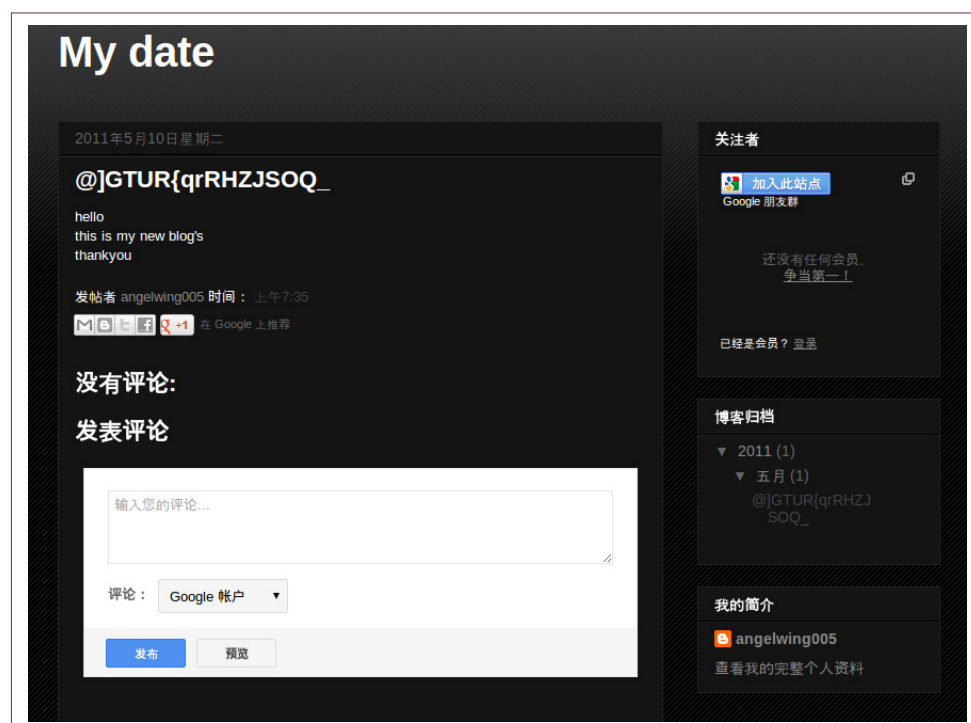 My date
2011年5月10日星期二
@]GTUR{qrRHZJSOQ_
hello
this is my new blog's
thankyou
发帖者 angelwing005 时间： 上午7:35
+1 在 Google 上推荐
没有评论:
发表评论
输入您的评论...
评论： Google 帐户
发布 预览
关注者
加入此站点
Google 朋友群
还没有任何会员。
争当第一！
已经是会员？ 登录
博客归档
▼ 2011 (1)
▼ 五月 (1)
@]GTUR{qrRHZJ
SOQ_
我的简介
angelwing005
查看我的完整个人资料